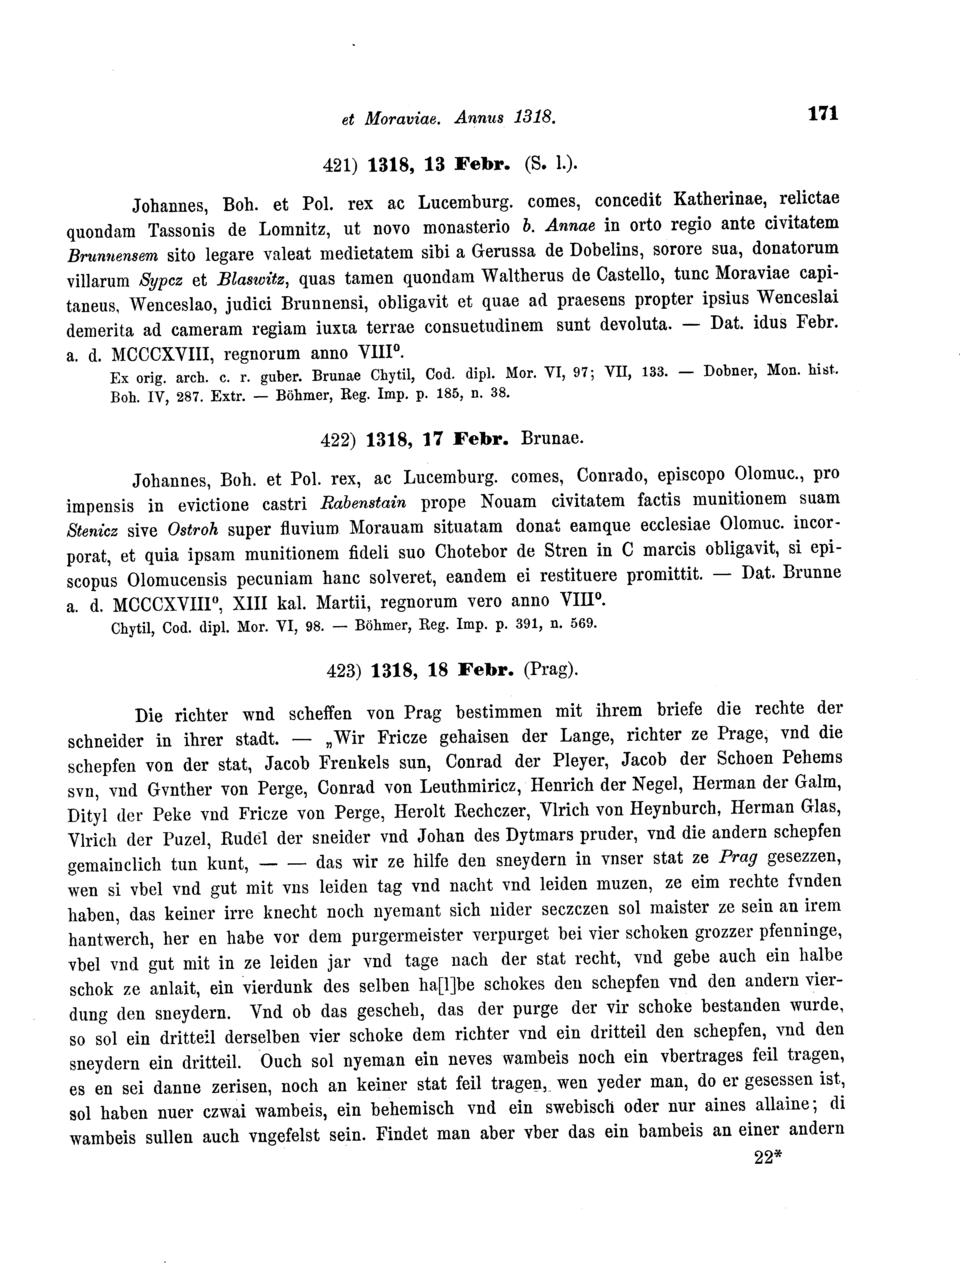 et Moraviae. Annus 1318. 171
421) 1318, 13 Febr. (S. l.).
Johannes, Boh. et Pol. rex ac Lucemburg. comes, concedit Katherinae, relictae
quondam Tassonis de Lomnitz, ut novo monasterio b. Annae in orto regio ante civitatem
Brunnensem sito legare valeat medietatem sibi a Gerussa de Dobelins, sorore sua, donatorum
villarum Sypcz et Blaswitz, quas tamen quondam Waltherus de Castello, tunc Moraviae capi-
taneus, Wenceslao, judici Brunnensi, obligavit et quae ad praesens propter ipsius Wenceslai
demerita ad cameram regiam iuxta terrae consuetudinem sunt devoluta. — Dat. idus Febr.
a. d. MCCCXVIII, regnorum anno VIII⁰.
Ex orig. arch. c. r. guber. Brunae Chytil, Cod. dipl. Mor. VI, 97; VII, 133. — Dobner, Mon. hist.
Boh. IV, 287. Extr. — Böhmer, Reg. Imp. p. 185, n. 38.
422) 1318, 17 Febr. Brunae.
Johannes, Boh. et Pol. rex, ac Lucemburg. comes, Conrado, episcopo Olomuc., pro
impensis in evictione castri Rabenstain prope Nouam civitatem factis munitionem suam
Stenicz sive Ostroh super fluvium Morauam situatam donat eamque ecclesiae Olomuc. incor-
porat, et quia ipsam munitionem fideli suo Chotebor de Stren in C marcis obligavit, si epi-
scopus Olomucensis pecuniam hanc solveret, eandem ei restituere promittit. — Dat. Brunne
a. d. MCCCXVIII⁰, XIII kal. Martii, regnorum vero anno VIII⁰.
Chytil, Cod. dipl. Mor. VI, 98. — Böhmer, Reg. Imp. p. 391, n. 569.
423) 1318, 18 Febr. (Prag).
Die richter wnd scheffen von Prag bestimmen mit ihrem briefe die rechte der
schneider in ihrer stadt. — „Wir Fricze gehaisen der Lange, richter ze Prage, vnd die
schepfen von der stat, Jacob Frenkels sun, Conrad der Pleyer, Jacob der Schoen Pehems
svn, vnd Gvnther von Perge, Conrad von Leuthmiricz, Henrich der Negel, Herman der Galm,
Dityl der Peke vnd Fricze von Perge, Herolt Rechczer, Vlrich von Heynburch, Herman Glas,
Vlrich der Puzel, Rudel der sneider vnd Johan des Dytmars pruder, vnd die andern schepfen
gemainclich tun kunt, — — das wir ze hilfe den sneydern in vnser stat ze Prag gesezzen,
wen si vbel vnd gut mit vns leiden tag vnd nacht vnd leiden muzen, ze eim rechte fvnden
haben, das keiner irre knecht noch nyemant sich nider seczczen sol maister ze sein an irem
hantwerch, her en habe vor dem purgermeister verpurget bei vier schoken grozzer pfenninge,
vbel vnd gut mit in ze leiden jar vnd tage nach der stat recht, vnd gebe auch ein halbe
schok ze anlait, ein vierdunk des selben ha[l]be schokes den schepfen vnd den andern vier-
dung den sneydern. Vnd ob das gescheh, das der purge der vir schoke bestanden wurde,
so sol ein dritteil derselben vier schoke dem richter vnd ein dritteil den schepfen, vnd den
sneydern ein dritteil. Ouch sol nyeman ein neves wambeis noch ein vbertrages feil tragen,
es en sei danne zerisen, noch an keiner stat feil tragen, wen yeder man, do er gesessen ist,
sol haben nuer czwai wambeis, ein behemisch vnd ein swebisch oder nur aines allaine; di
wambeis sullen auch vngefelst sein. Findet man aber vber das ein bambeis an einer andern
22*